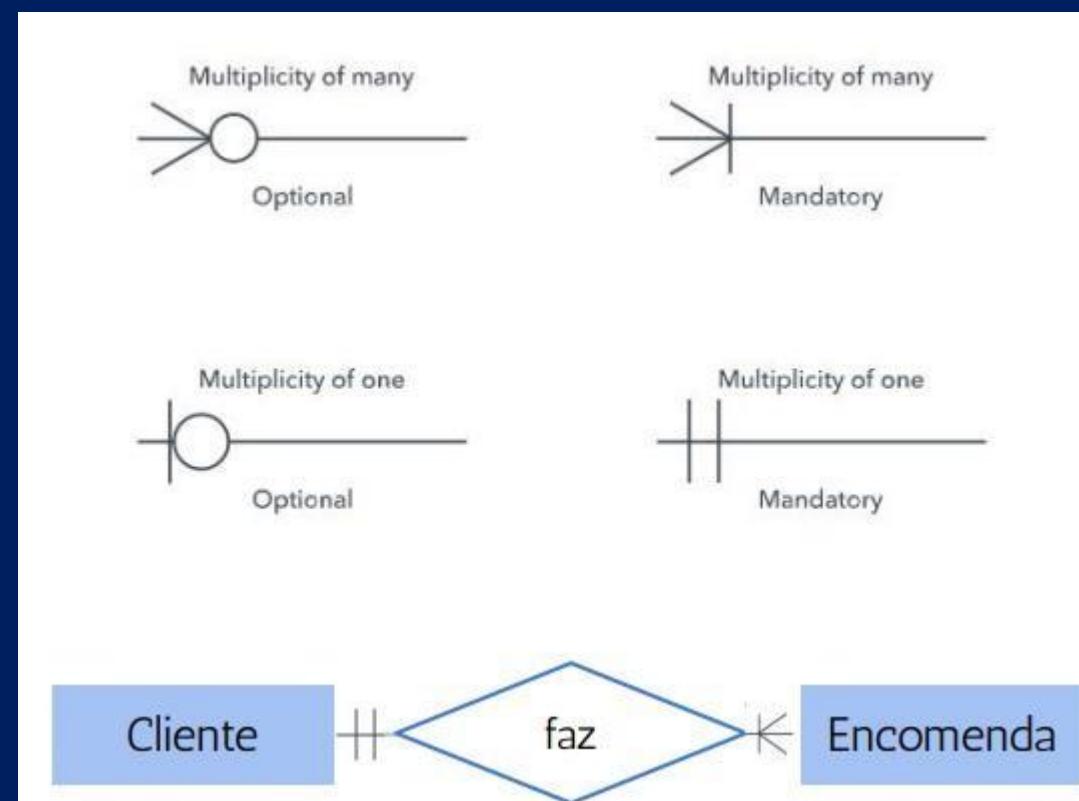 Multiplicity of many
Multiplicity of many
Optional
Mandatory
Multiplicity of one
Multiplicity of one
Optional
Mandatory
Cliente
faz
Encomenda